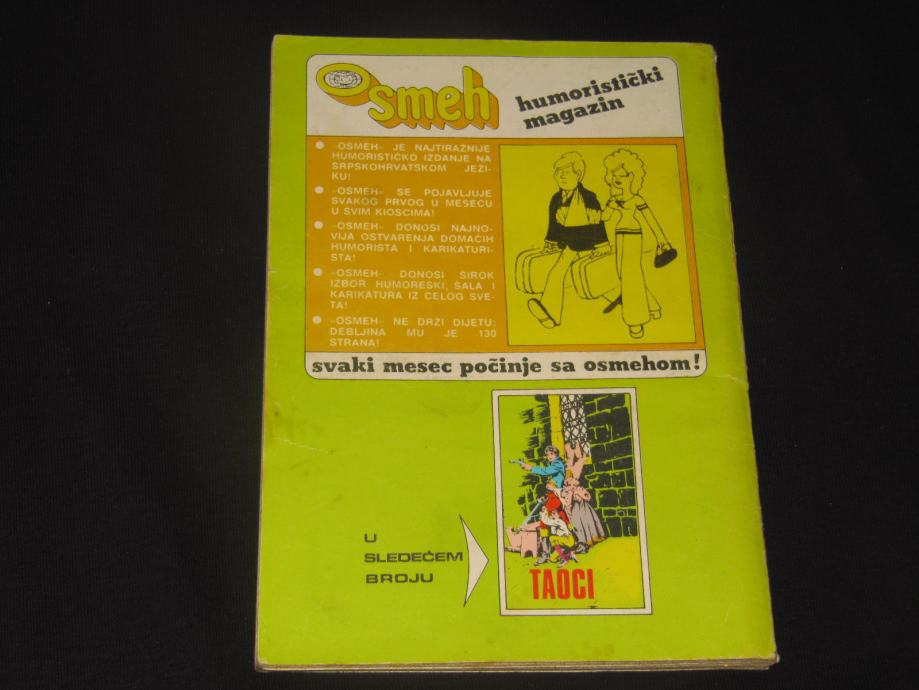 Osmeh
humoristički
magazin
• «OSMEH» JE NAJTIRAŽNIJE
HUMORISTIČKO IZDANJE NA
SRPSKOHRVATSKOM JEZI-
KU!
• «OSMEH» SE POJAVLJUJE
SVAKOG PRVOG U MESECU
U SVIM KIOSCIMA!
• «OSMEH» DONOSI NAJNO-
VIJA OSTVARENJA DOMAĆIH
HUMORISTA I KARIKATURI-
STA!
• «OSMEH» DONOSI ŠIROK
IZBOR HUMORESKI, ŠALA I
KARIKATURA IZ CELOG SVE-
TA!
• «OSMEH» NE DRŽI DIJETU:
DEBLJINA MU JE 130
STRANA!
svaki mesec počinje sa osmehom!
U
SLEDEĆEM
BROJU
TAOCI